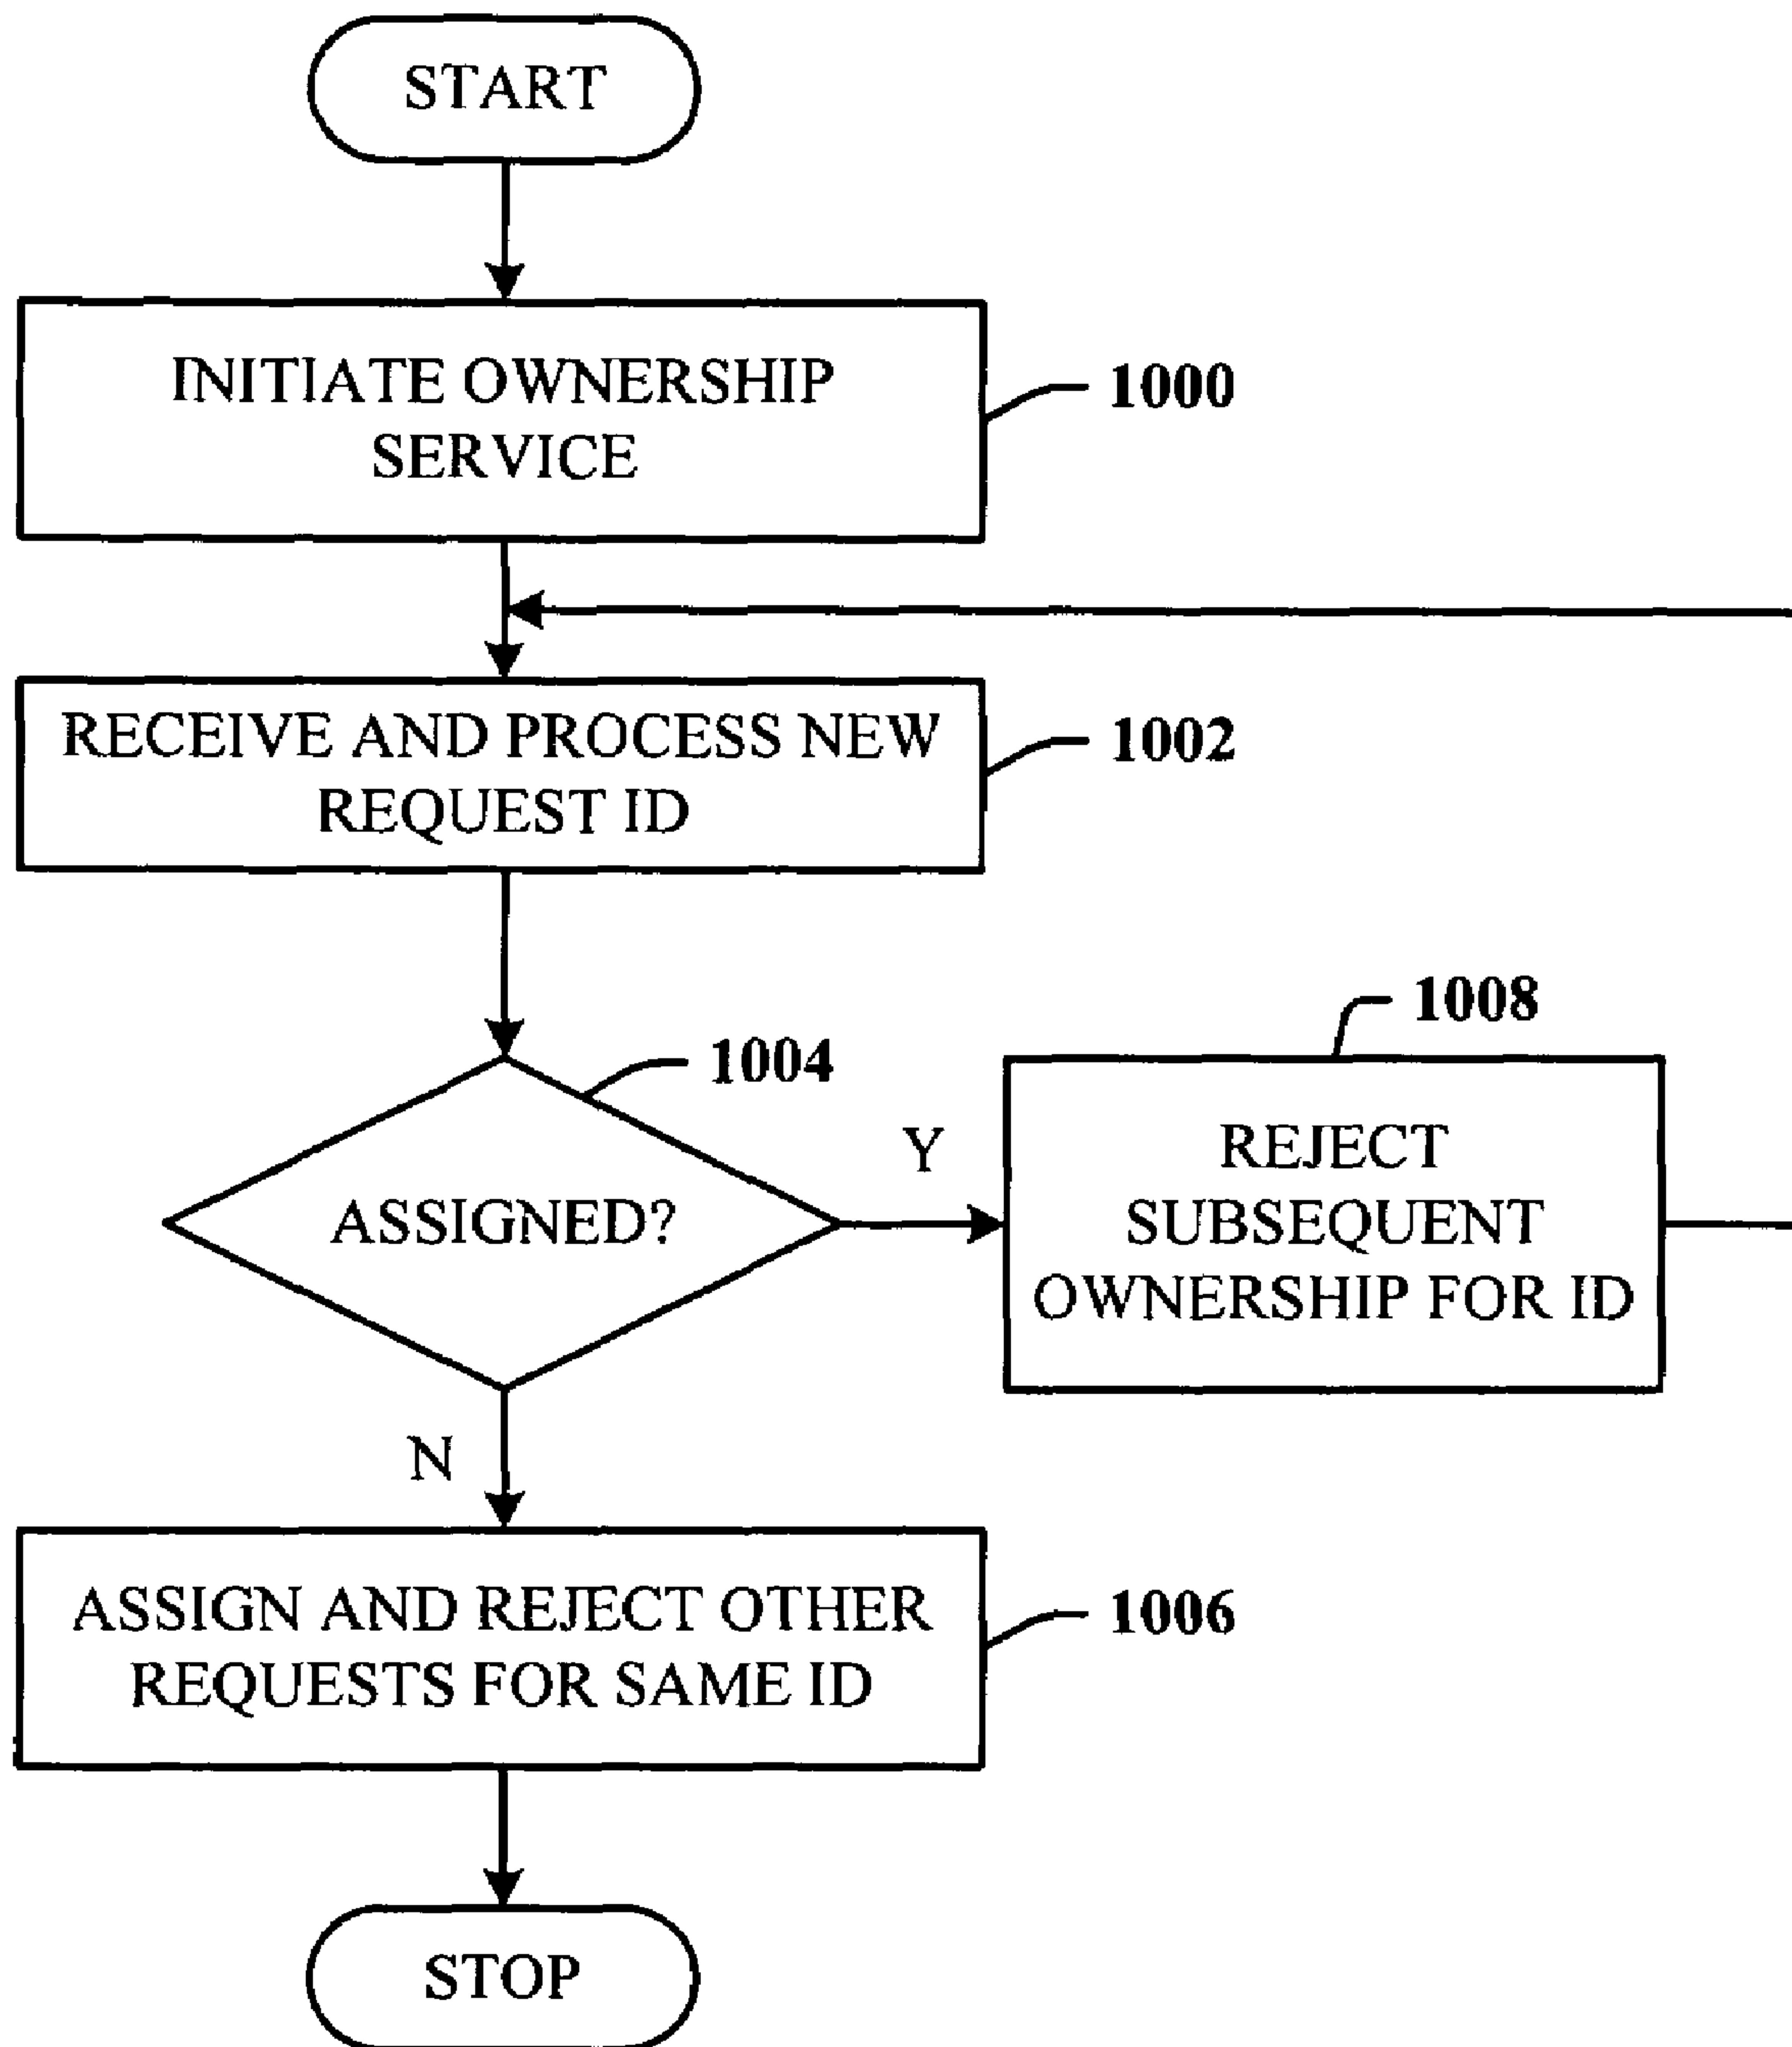 START
INITIATE OWNERSHIP
SERVICE
1000
RECEIVE AND PROCESS NEW
REQUEST ID
1002
1004
ASSIGNED?
Y
1008
REJECT
SUBSEQUENT
OWNERSHIP FOR ID
N
ASSIGN AND REJECT OTHER
REQUESTS FOR SAME ID
1006
STOP